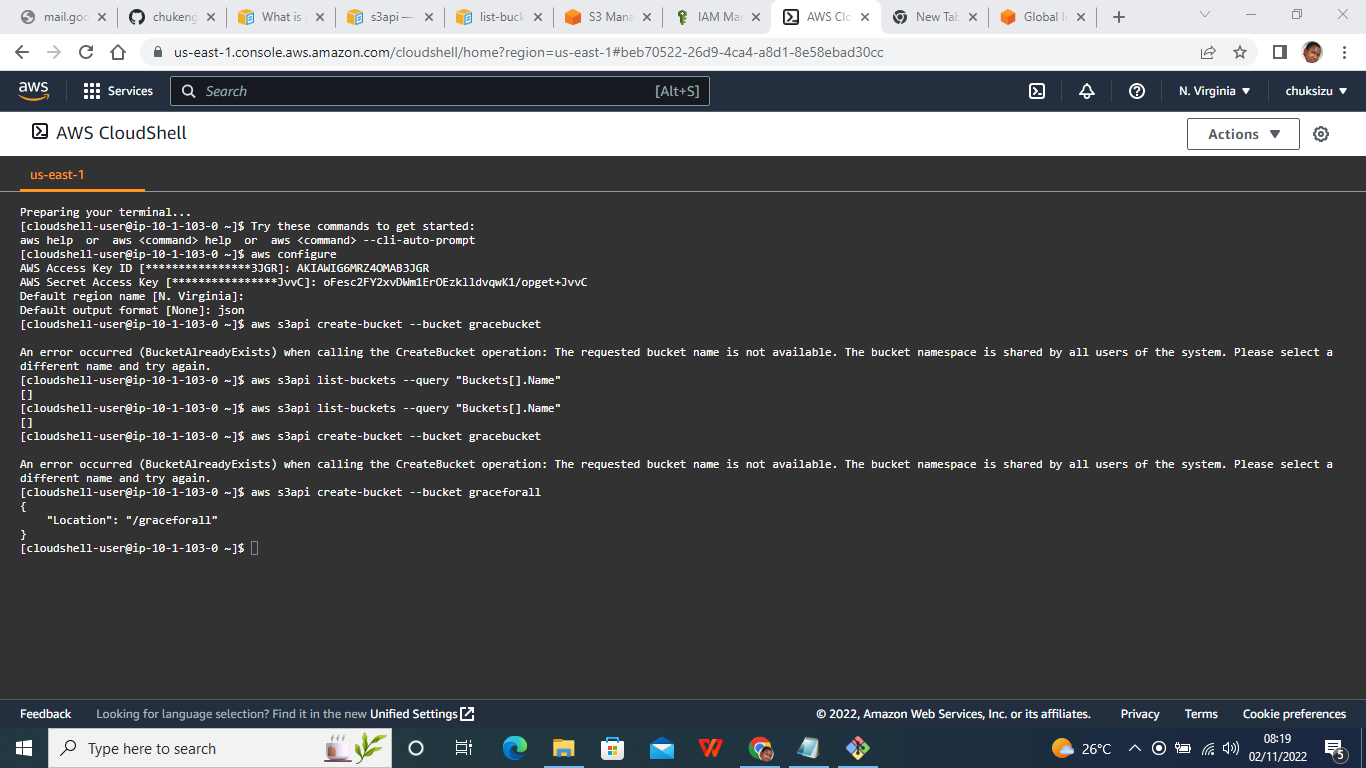 mail.goo
chukeng
What is
s3api —
list-buck
S3 Mana
IAM Ma
AWS Clo
New Tab
Global I
us-east-1.console.aws.amazon.com/cloudshell/home?region=us-east-1#beb70522-26d9-4ca4-a8d1-8e58ebad30cc
aws
Services
Search
[Alt+S]
N. Virginia
chuksizu
AWS CloudShell
Actions
us-east-1
Preparing your terminal...
[cloudshell-user@ip-10-1-103-0 ~]$ Try these commands to get started:
aws help or aws <command> help or aws <command> --cli-auto-prompt
[cloudshell-user@ip-10-1-103-0 ~]$ aws configure
AWS Access Key ID [****************3JGR]: AKIAWIG6MRZ4OMAB3JGR
AWS Secret Access Key [****************JvvC]: 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
Default region name [N. Virginia]:
Default output format [None]: json
[cloudshell-user@ip-10-1-103-0 ~]$ aws s3api create-bucket --bucket gracebucket
An error occurred (BucketAlreadyExists) when calling the CreateBucket operation: The requested bucket name is not available. The bucket namespace is shared by all users of the system. Please select a
different name and try again.
[cloudshell-user@ip-10-1-103-0 ~]$ aws s3api list-buckets --query "Buckets[].Name"
[]
[cloudshell-user@ip-10-1-103-0 ~]$ aws s3api list-buckets --query "Buckets[].Name"
[]
[cloudshell-user@ip-10-1-103-0 ~]$ aws s3api create-bucket --bucket gracebucket
An error occurred (BucketAlreadyExists) when calling the CreateBucket operation: The requested bucket name is not available. The bucket namespace is shared by all users of the system. Please select a
different name and try again.
[cloudshell-user@ip-10-1-103-0 ~]$ aws s3api create-bucket --bucket graceforall
{
"Location": "/graceforall"
}
[cloudshell-user@ip-10-1-103-0 ~]$
Feedback
Looking for language selection? Find it in the new Unified Settings
© 2022, Amazon Web Services, Inc. or its affiliates.
Privacy
Terms
Cookie preferences
Type here to search
26°C
08:19
02/11/2022
5